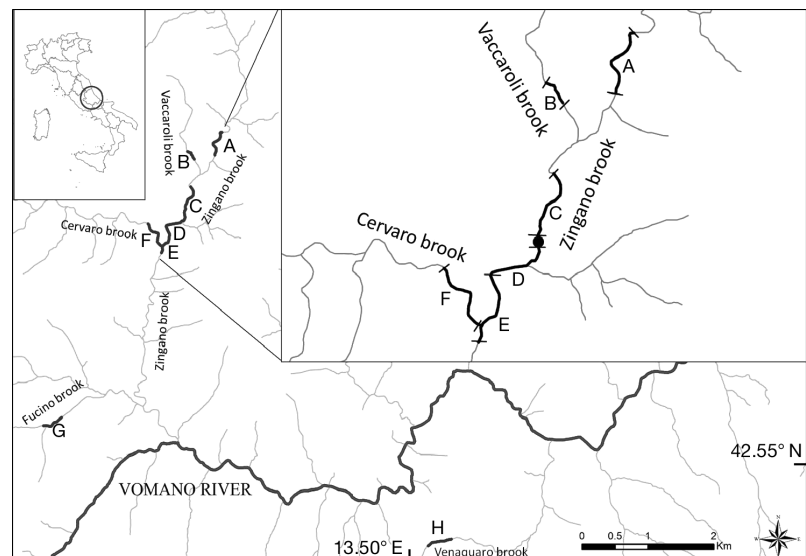 Vaccaroli brook
B
A
Zingano brook
C
Cervaro brook
F
D
E
Zingano brook
Fucino brook
G
VOMANO RIVER
Vaccaroli brook
A
B
Zingano brook
C
Cervaro brook
D
F
E
42.55° N
H
13.50° E
Venaquaro brook
0 0.5 1 2
Km
N
W E
S